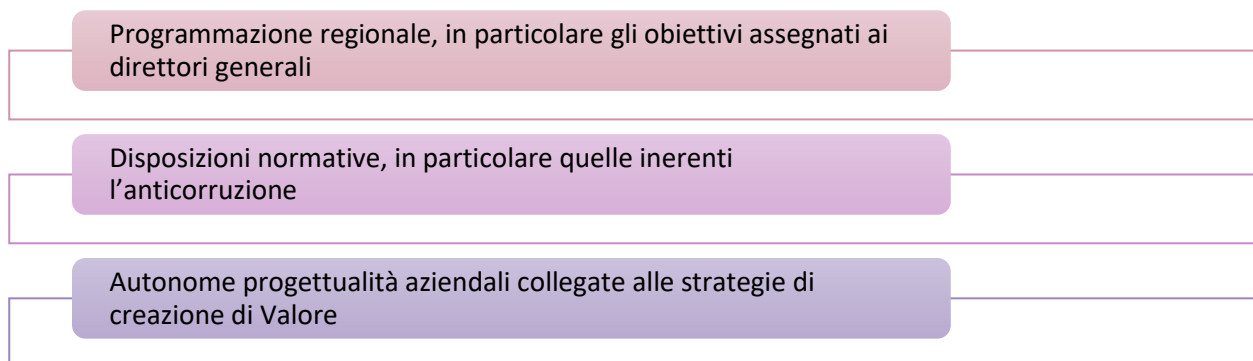 Programmazione regionale, in particolare gli obiettivi assegnati ai
direttori generali
Disposizioni normative, in particolare quelle inerenti
l’anticorruzione
Autonome progettualità aziendali collegate alle strategie di
creazione di Valore